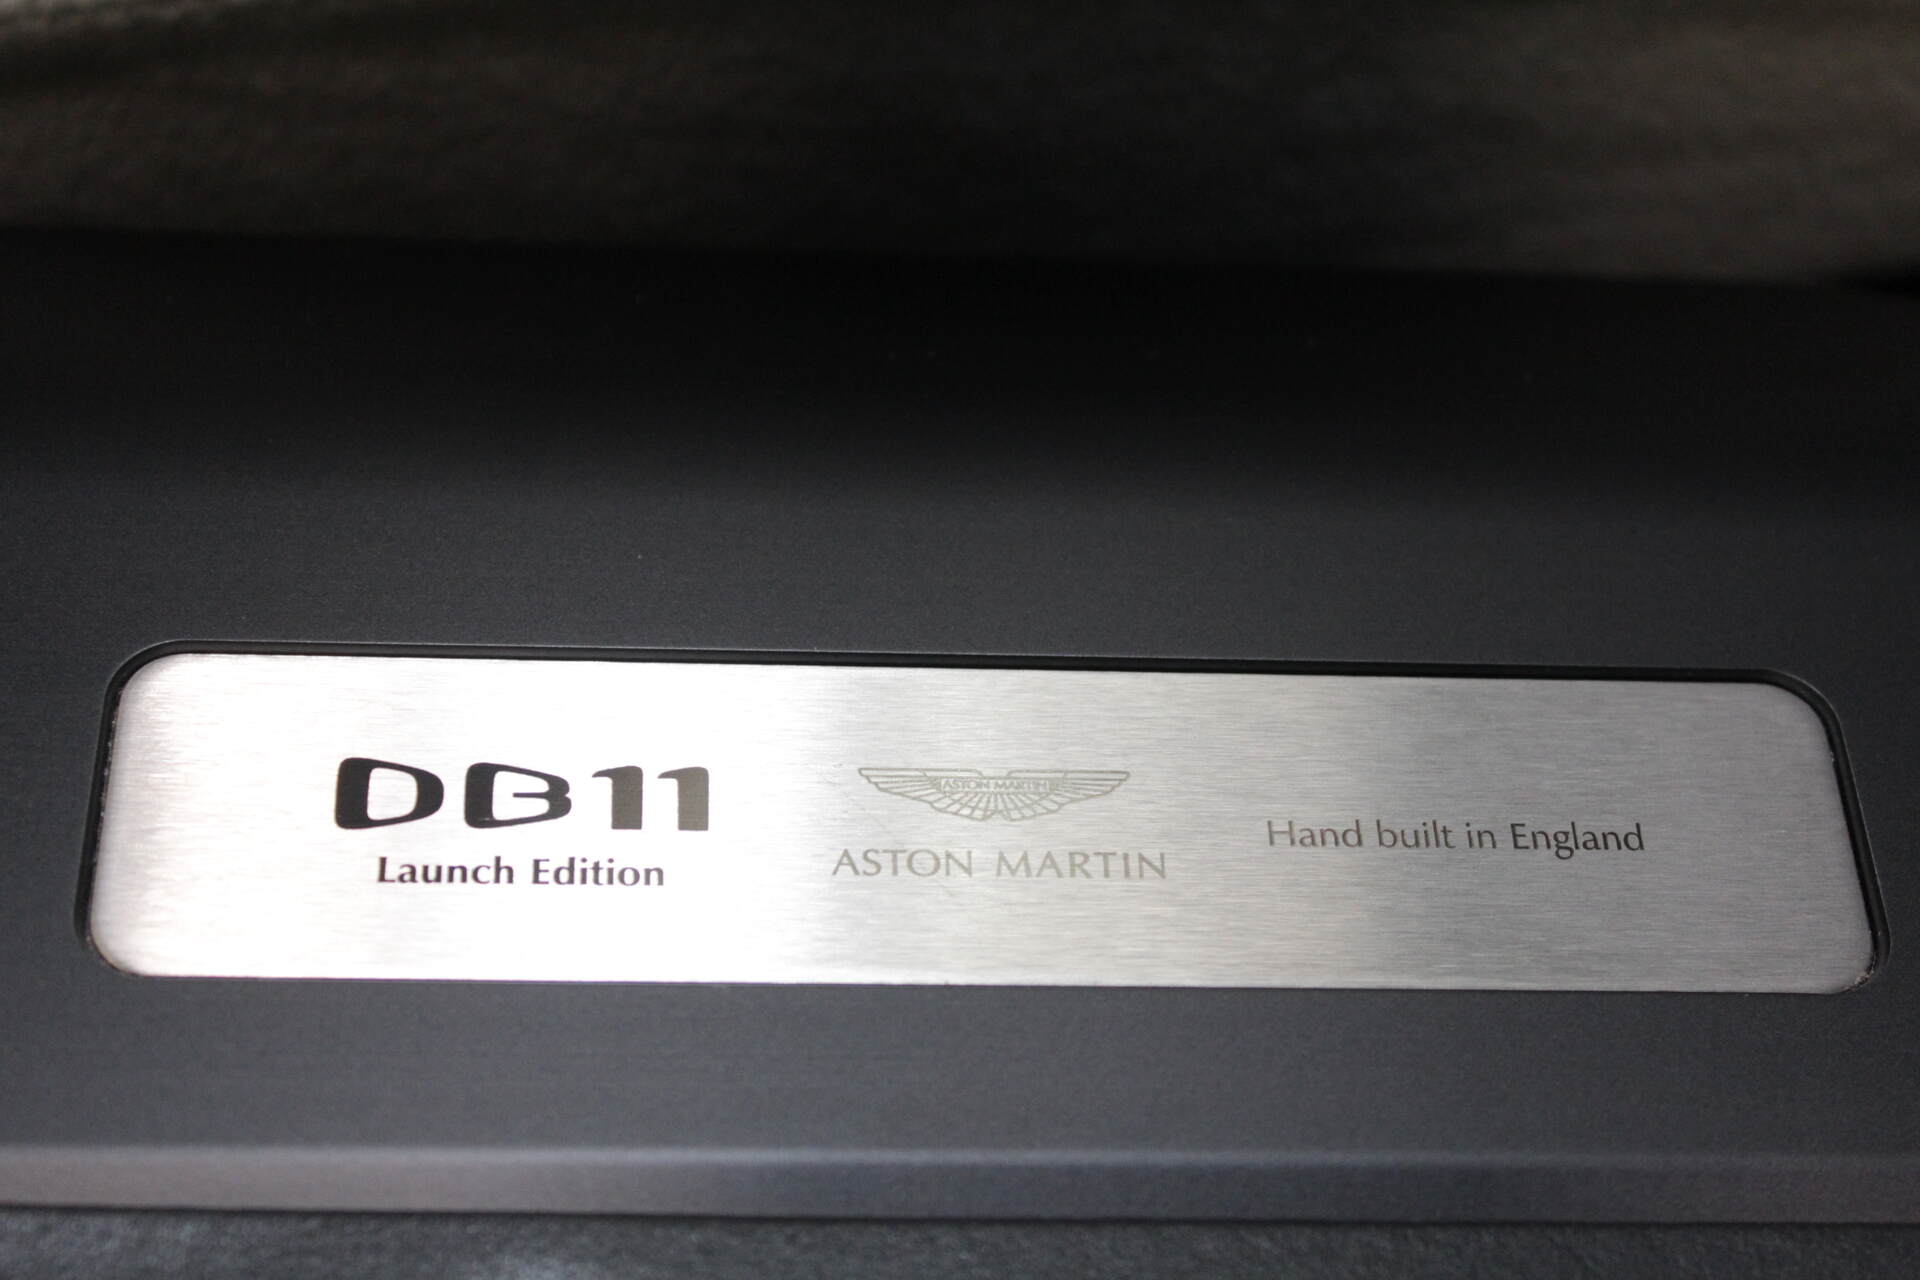 DB11
Launch Edition
ASTON MARTIN
ASTON MARTIN
Hand built in England